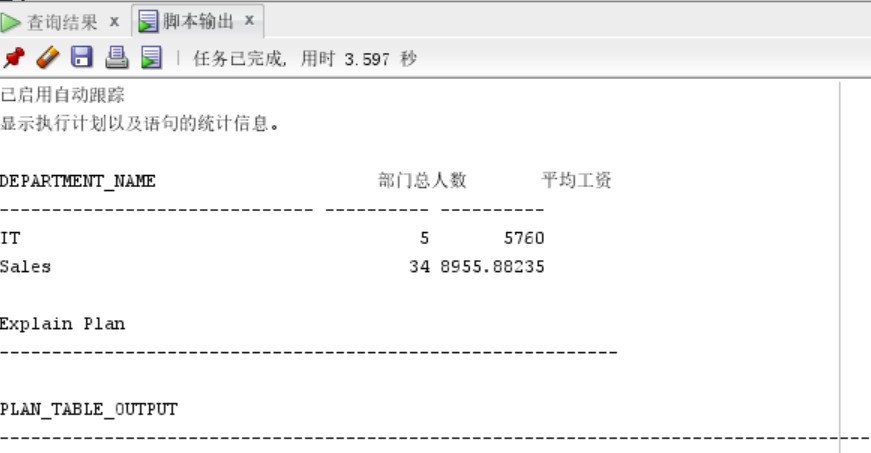 查询结果 x 脚本输出 x
任务已完成, 用时 3.597 秒
已启用自动跟踪
显示执行计划以及语句的统计信息。
DEPARTMENT_NAME 部门总人数 平均工资
------------------------------ ---------- ----------
IT 5 5760
Sales 34 8955.88235
Explain Plan
-----------------------------------------------------------
PLAN_TABLE_OUTPUT
-----------------------------------------------------------------------------------